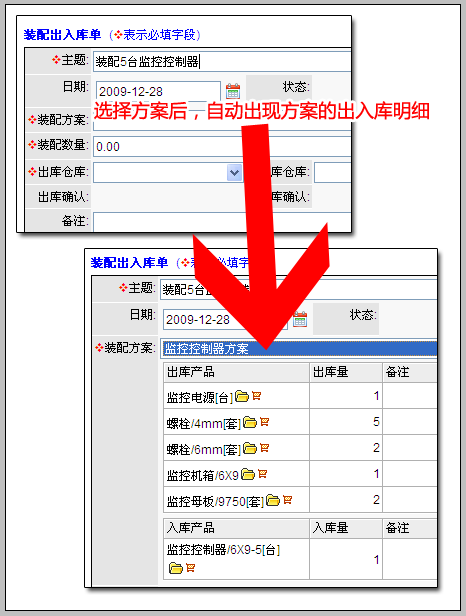 装配出入库单 (❖表示必填字段)
❖主题: 装配5台监控控制器
日期: 2009-12-28 状态:
选择方案后，自动出现方案的出入库明细
❖装配方案:
❖装配数量: 0.00
❖出库仓库: 仓库:
出库确认: 库确认:
备注:
装配出入库单 (❖表示必填字
❖主题: 装配5台监
日期: 2009-12-28 状态:
❖装配方案: 监控控制器方案
出库产品 出库量 备注
监控电源[台] 1
螺栓/4mm[套] 5
螺栓/6mm[套] 2
监控机箱/6X9 1
监控母板/9750[套] 2
入库产品 入库量 备注
监控控制器/6X9-5[台] 1